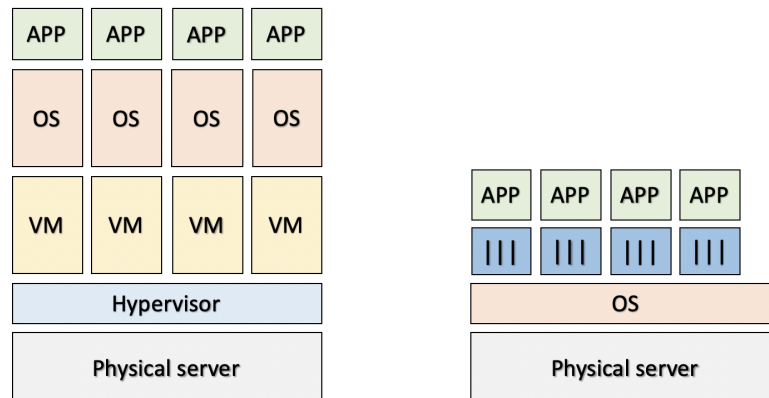 APP APP APP APP
OS OS OS OS
VM VM VM VM
Hypervisor
Physical server
APP APP APP APP
||| ||| ||| |||
OS
Physical server